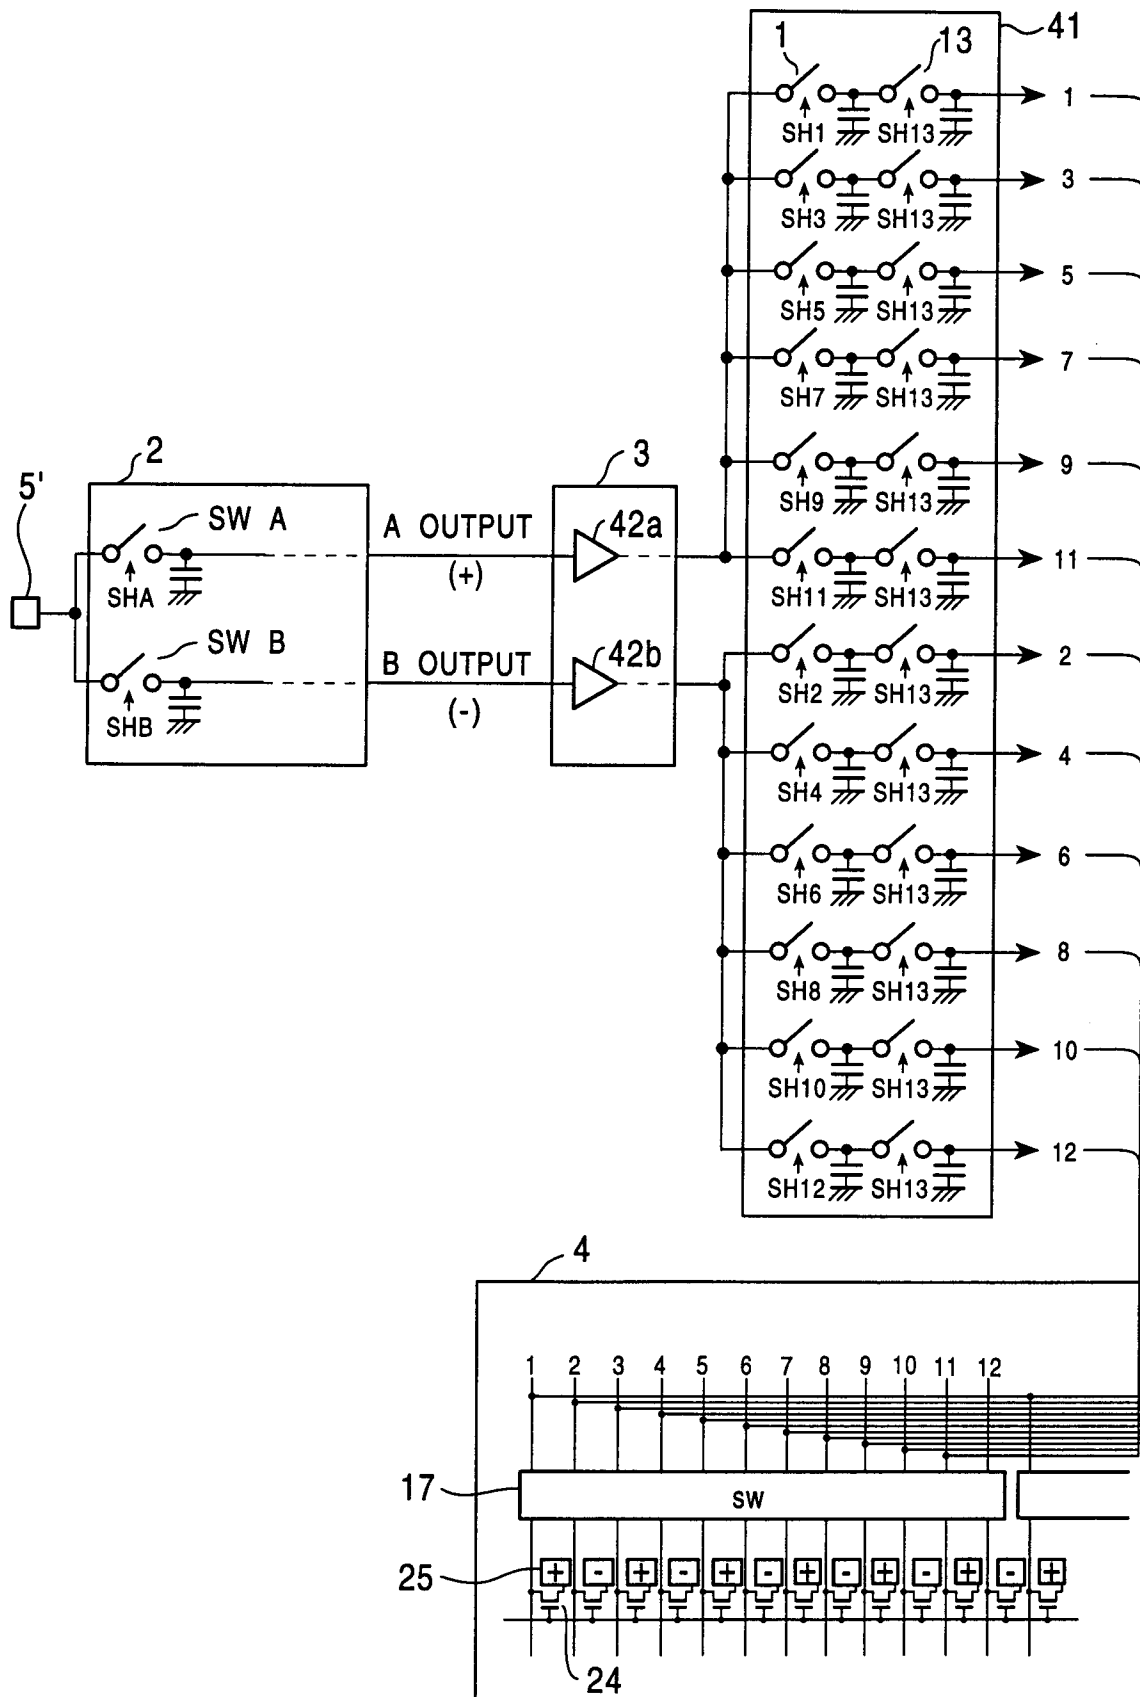 41
1 13
SH1 SH13 1
SH3 SH13 3
SH5 SH13 5
SH7 SH13 7
2 3
5'
SW A A OUTPUT 42a SH9 SH13 9
SHA (+) SH11 SH13 11
SW B B OUTPUT 42b SH2 SH13 2
SHB (-)
SH4 SH13 4
SH6 SH13 6
SH8 SH13 8
SH10 SH13 10
SH12 SH13 12
4
1 2 3 4 5 6 7 8 9 10 11 12
17 SW
25 + - + - + - + - + - + - +
24